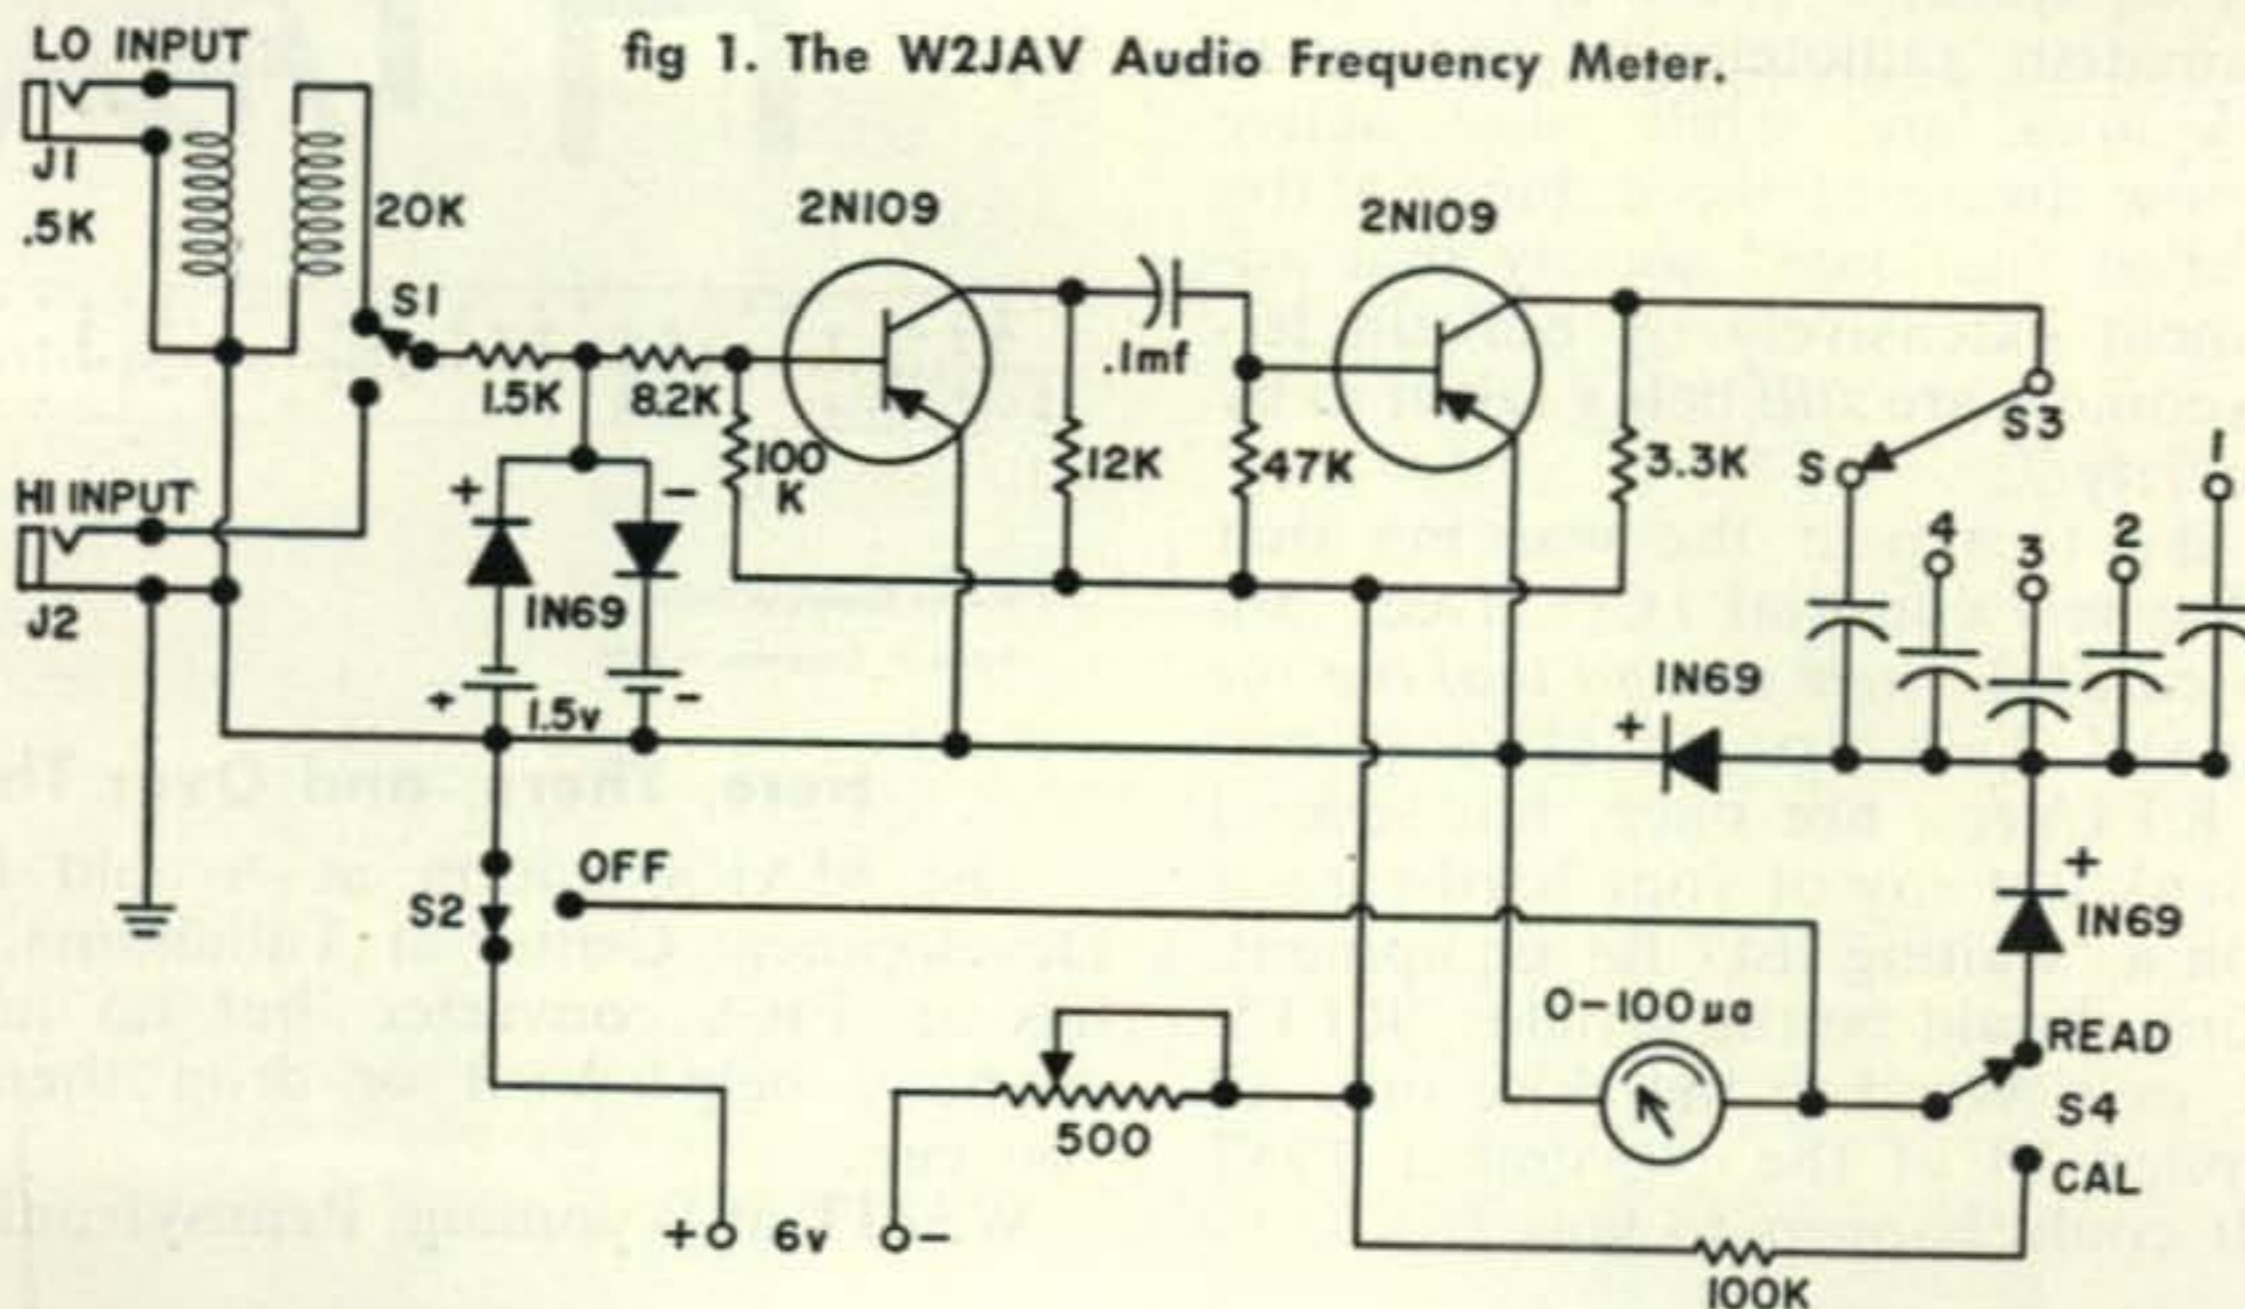 fig 1. The W2JAV Audio Frequency Meter.
LO INPUT
J1
.5K
20K
S1
2N109
2N109
1.5K
8.2K
100
K
.1mf
12K
47K
3.3K
S3
S
4
3
2
1
HI INPUT
J2
+
-
1N69
+
1.5v
-
1N69
+
OFF
S2
+
1N69
0-100μa
READ
S4
CAL
500
+ 6v -
100K